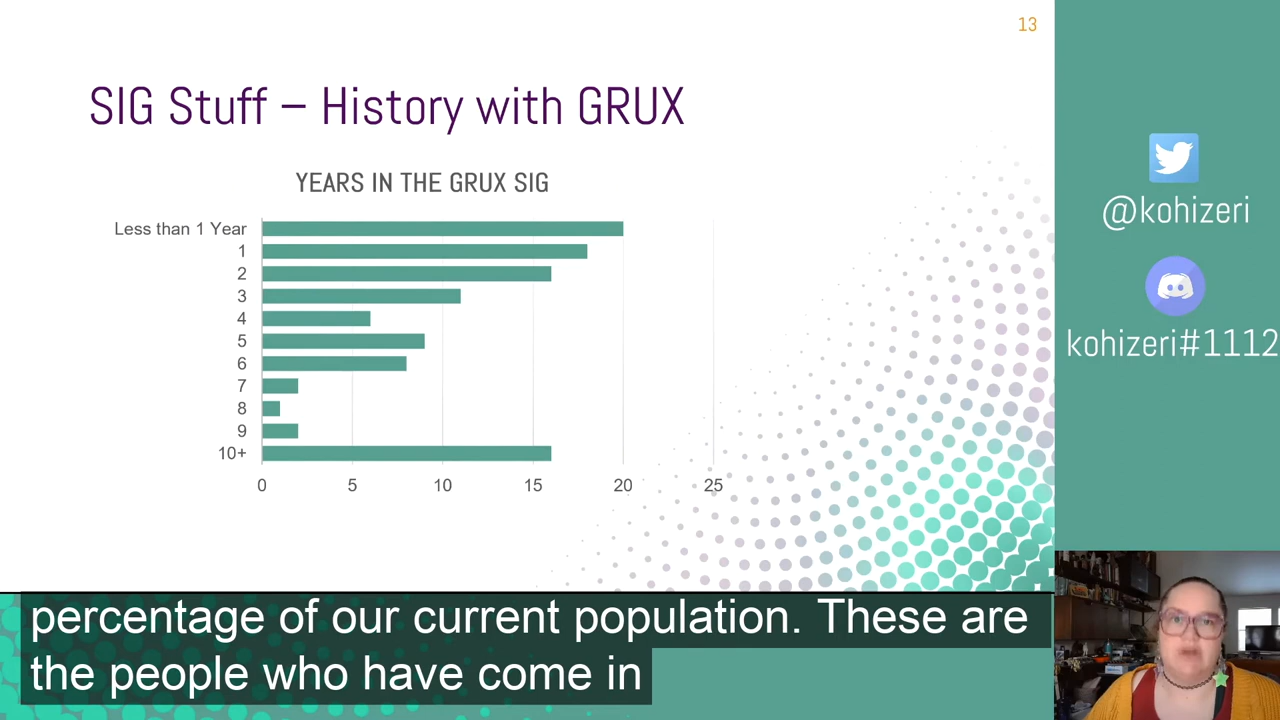 13
SIG Stuff – History with GRUX
YEARS IN THE GRUX SIG
Less than 1 Year
1
2
3
4
5
6
7
8
9
10+
0 5 10 15 20 25
@kohizeri
kohizeri#1112
percentage of our current population. These are
the people who have come in